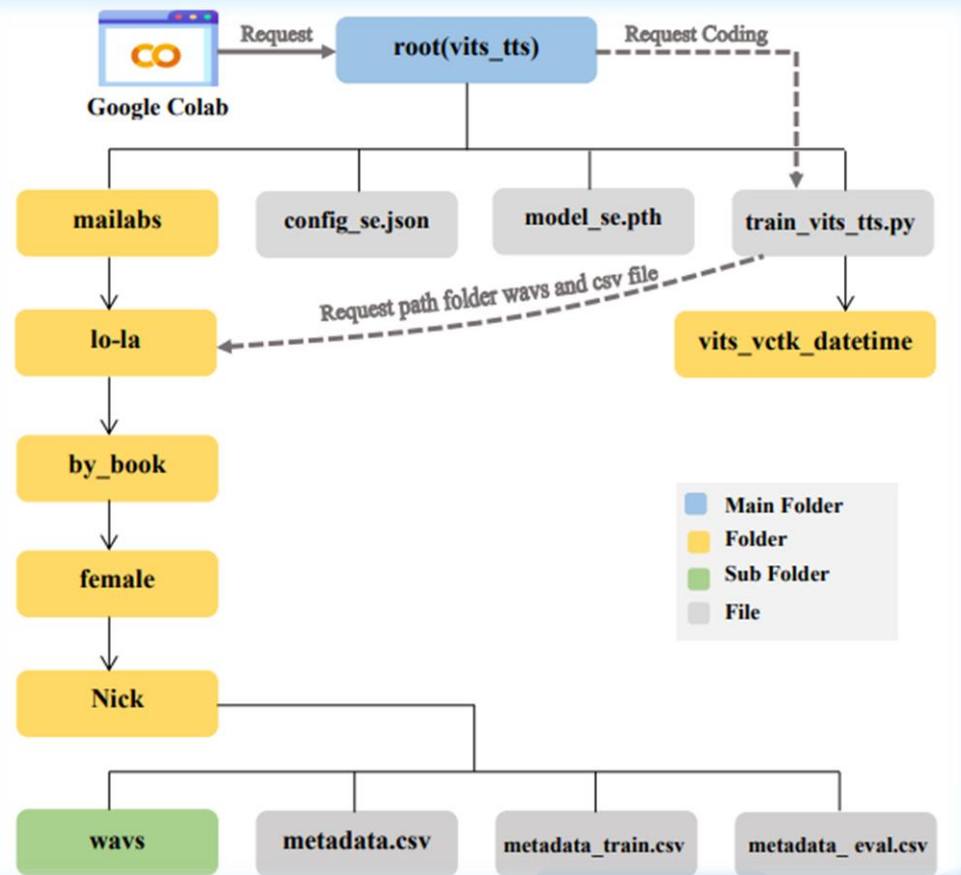 Request
root(vits_tts)
Request Coding
Google Colab
mailabs
config_se.json
model_se.pth
train_vits_tts.py
Request path folder wavs and csv file
lo-la
vits_vctk_datetime
by_book
Main Folder
Folder
Sub Folder
File
female
Nick
wavs
metadata.csv
metadata_train.csv
metadata_ eval.csv